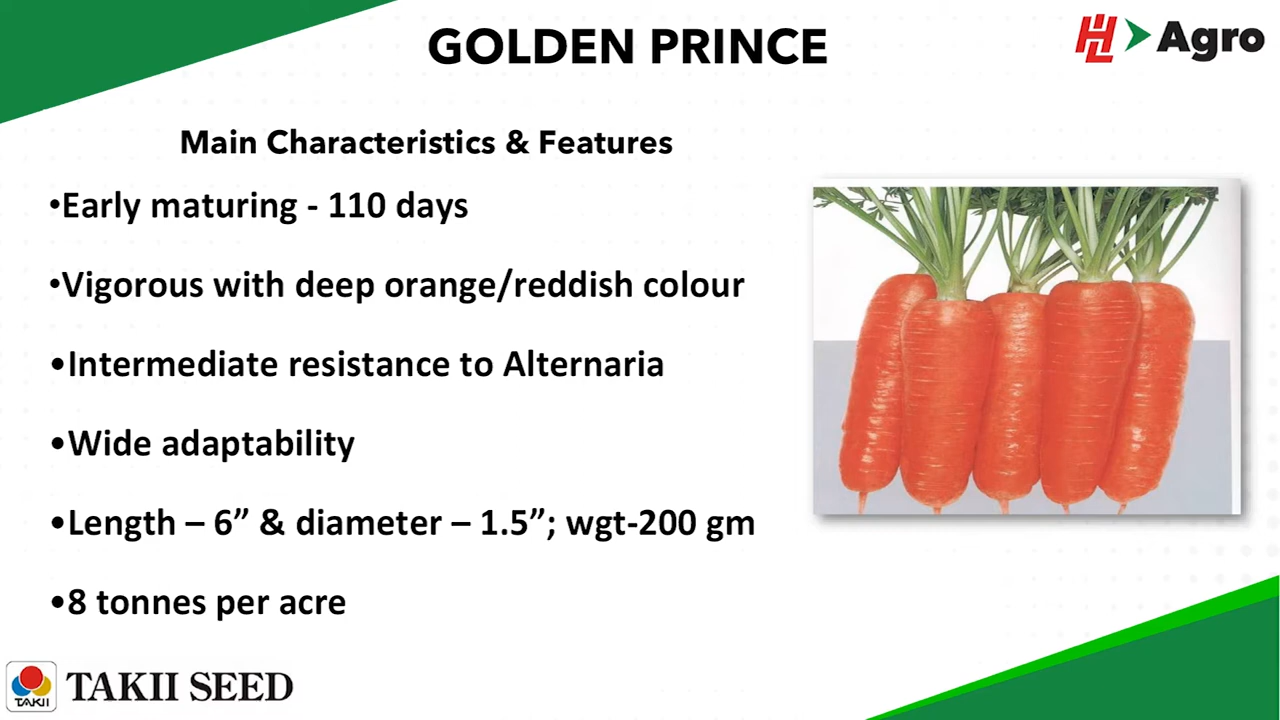 GOLDEN PRINCE
HL Agro
Main Characteristics & Features
•Early maturing - 110 days
•Vigorous with deep orange/reddish colour
•Intermediate resistance to Alternaria
•Wide adaptability
•Length – 6” & diameter – 1.5”; wgt-200 gm
•8 tonnes per acre
TAKII
TAKII SEED